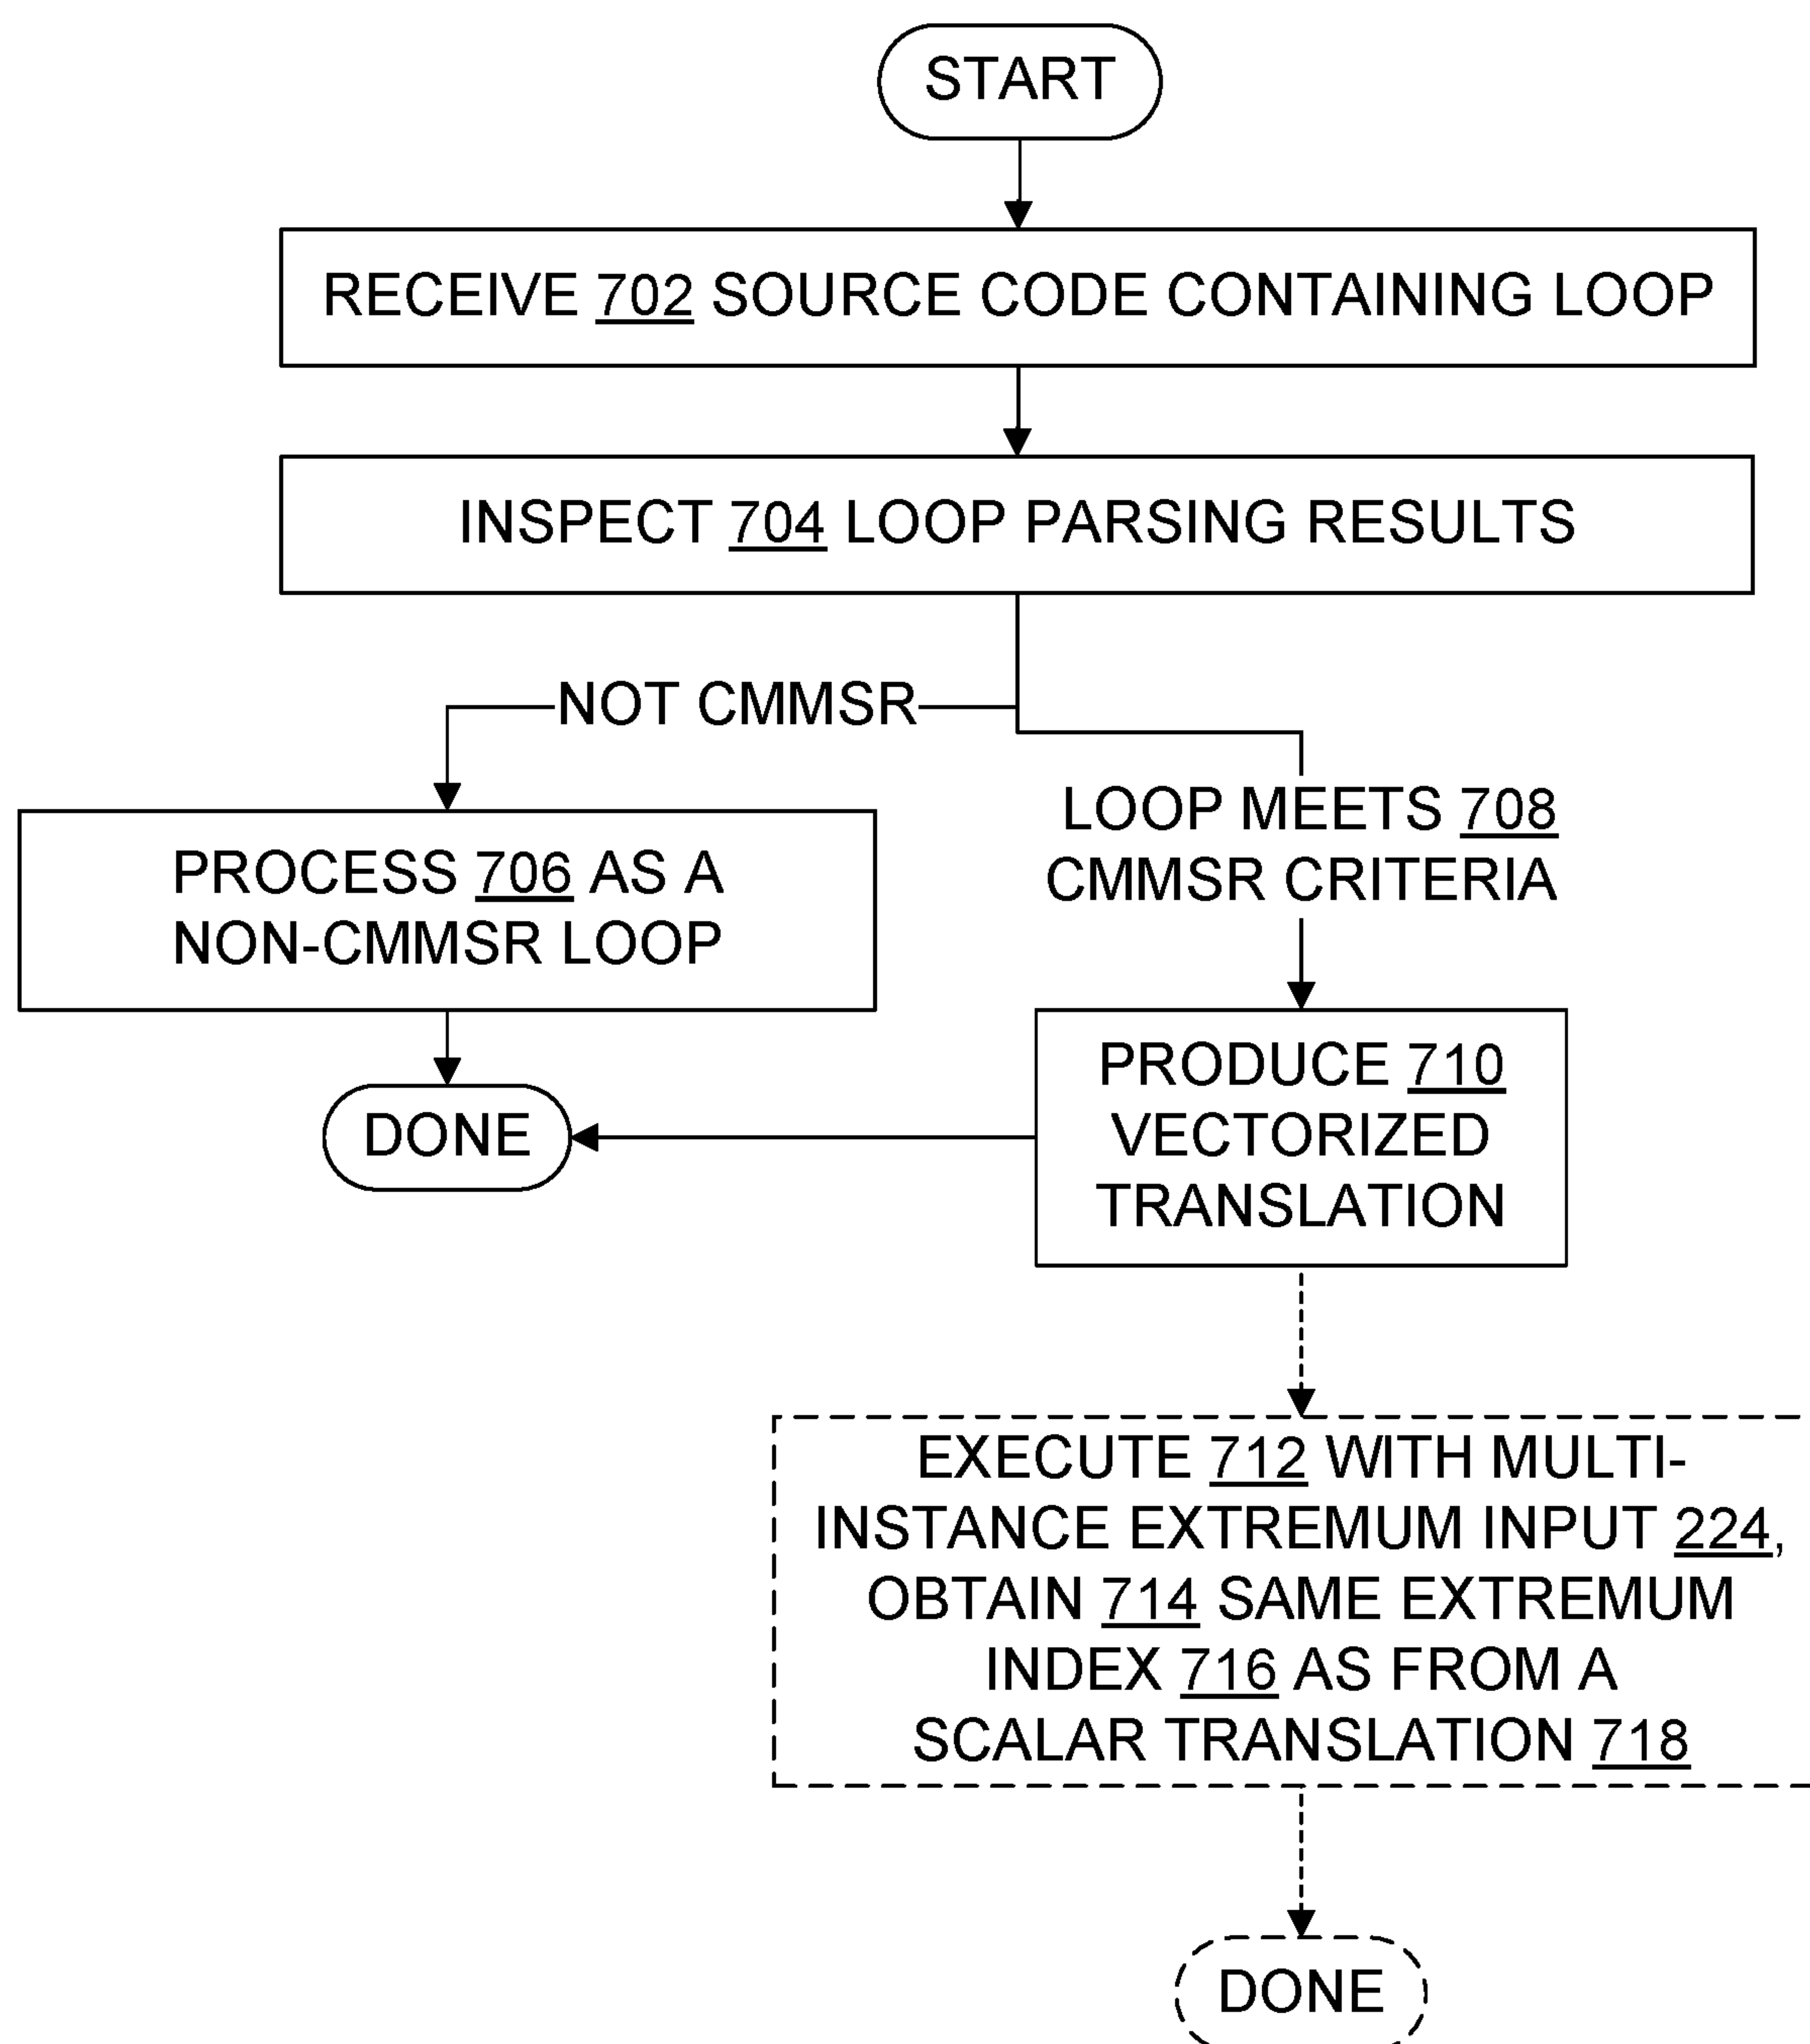 START
RECEIVE 702 SOURCE CODE CONTAINING LOOP
INSPECT 704 LOOP PARSING RESULTS
NOT CMMSR
LOOP MEETS 708
CMMSR CRITERIA
PROCESS 706 AS A
NON-CMMSR LOOP
PRODUCE 710
VECTORIZED
TRANSLATION
DONE
EXECUTE 712 WITH MULTI-
INSTANCE EXTREMUM INPUT 224,
OBTAIN 714 SAME EXTREMUM
INDEX 716 AS FROM A
SCALAR TRANSLATION 718
DONE